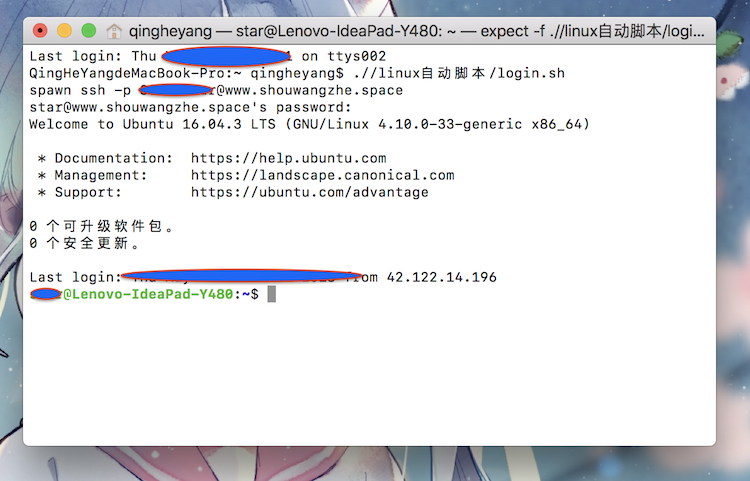 qingheyang — star@Lenovo-IdeaPad-Y480: ~ — expect -f .//linux自动脚本/logi...
Last login: Thu on ttys002
QingHeYangdeMacBook-Pro:~ qingheyang$ .//linux自动脚本/login.sh
spawn ssh -p r@www.shouwangzhe.space
star@www.shouwangzhe.space's password:
Welcome to Ubuntu 16.04.3 LTS (GNU/Linux 4.10.0-33-generic x86_64)
* Documentation: https://help.ubuntu.com
* Management: https://landscape.canonical.com
* Support: https://ubuntu.com/advantage
0 个可升级软件包。
0 个安全更新。
Last login: from 42.122.14.196
@Lenovo-IdeaPad-Y480:~$